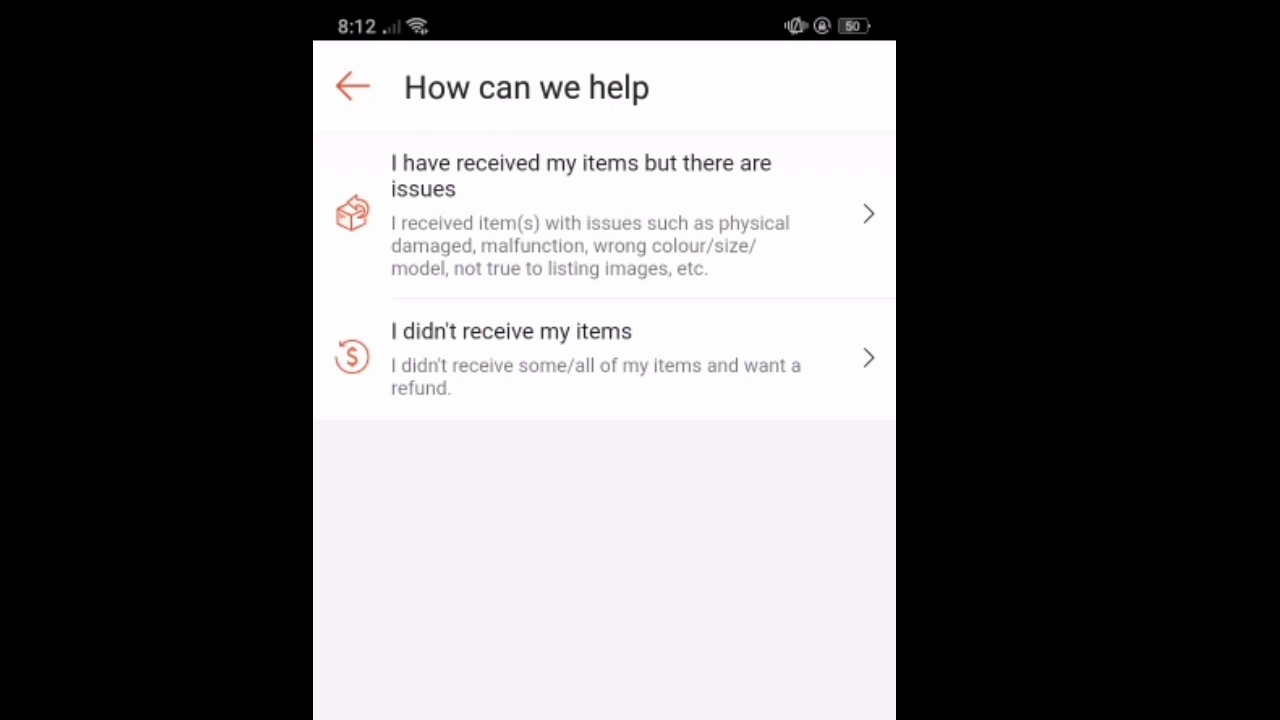 8:12
50
How can we help
I have received my items but there are
issues
I received item(s) with issues such as physical
damaged, malfunction, wrong colour/size/
model, not true to listing images, etc.
I didn't receive my items
I didn't receive some/all of my items and want a
refund.